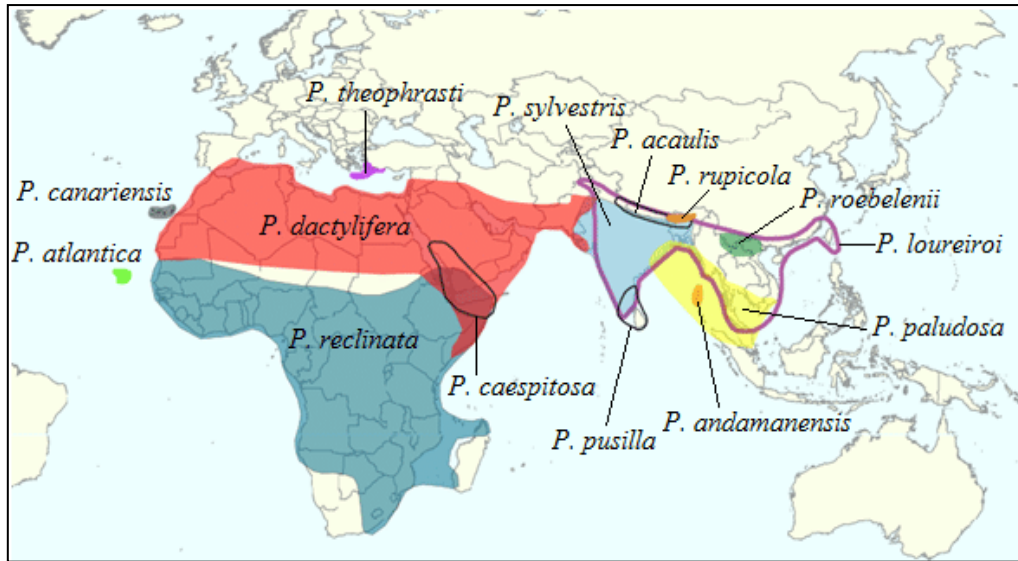 P. theophrasti
P. sylvestris
P. acaulis
P. rupicola
P. canariensis
P. roebelenii
P. dactylifera
P. loureiroi
P. atlantica
P. paludosa
P. reclinata
P. caespitosa
P. andamanensis
P. pusilla